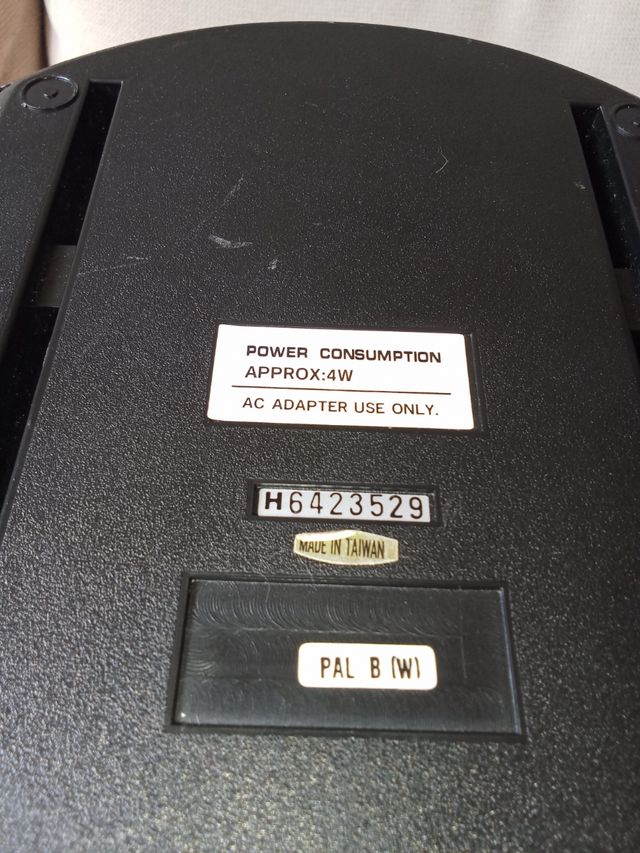 POWER CONSUMPTION
APPROX:4W
AC ADAPTER USE ONLY.
H6423529
MADE IN TAIWAN
PAL B (W)